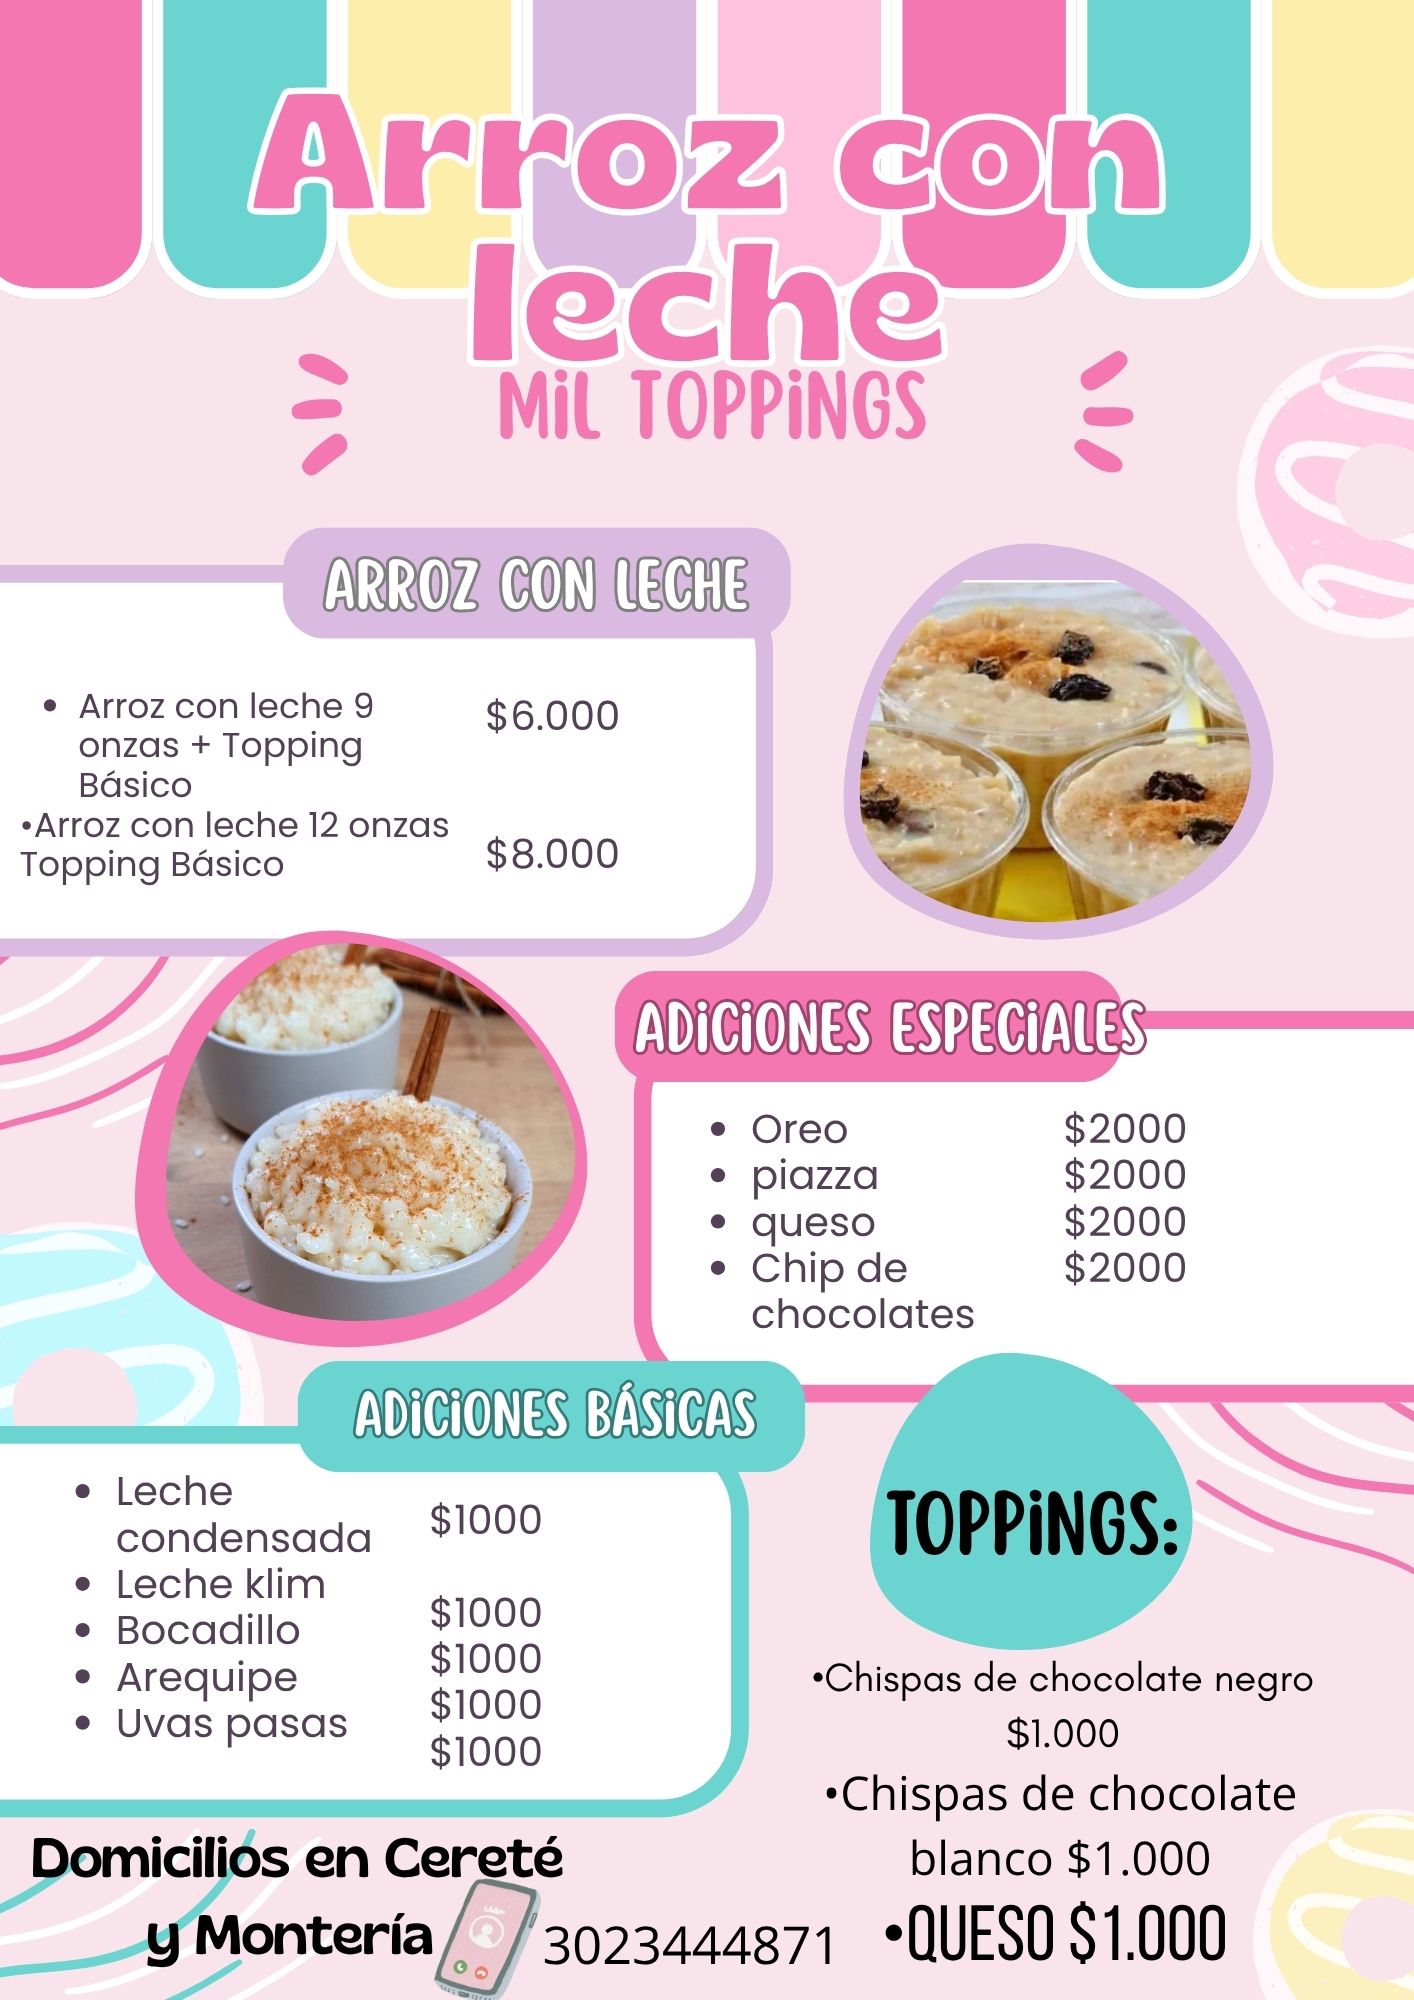 Arroz con
leche
MiL TOPPiNGS
ARROZ CON LECHE
• Arroz con leche 9
onzas + Topping
Básico
$6.000
•Arroz con leche 12 onzas
Topping Básico
$8.000
ADiCiONES ESPECiALES
• Oreo $2000
• piazza $2000
• queso $2000
• Chip de $2000
chocolates
ADiCiONES BÁSiCAS
• Leche
condensada
• Leche klim
• Bocadillo
• Arequipe
• Uvas pasas
$1000
$1000
$1000
$1000
$1000
TOPPiNGS:
•Chispas de chocolate negro
$1.000
•Chispas de chocolate
blanco $1.000
•QUESO $1.000
Domicilios en Cereté
y Montería
3023444871